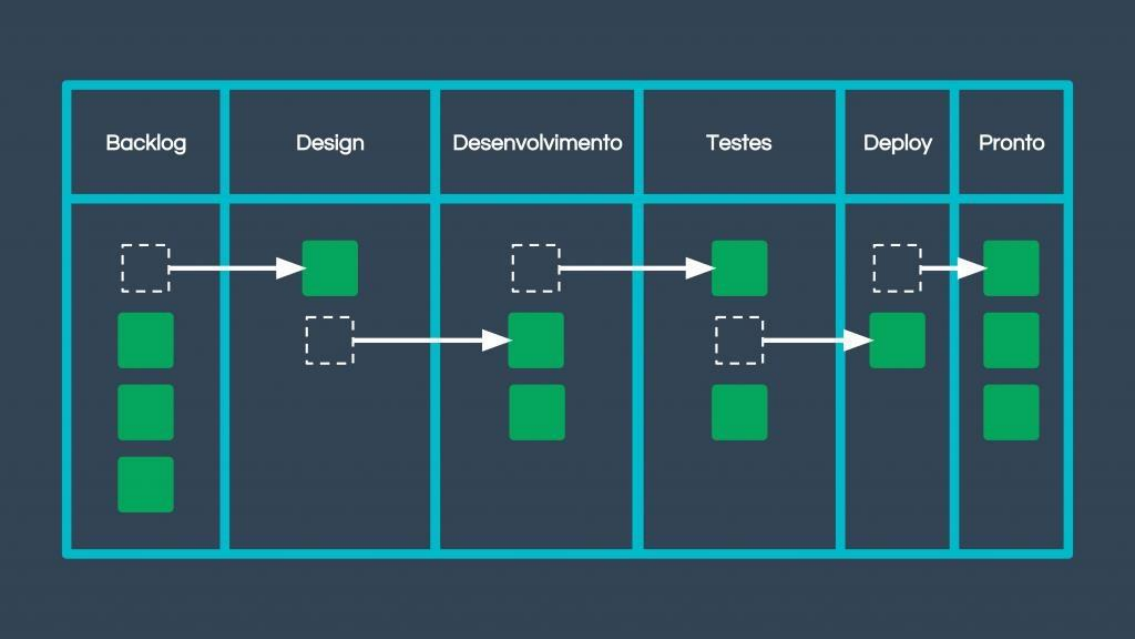 Backlog
Design
Desenvolvimento
Testes
Deploy
Pronto